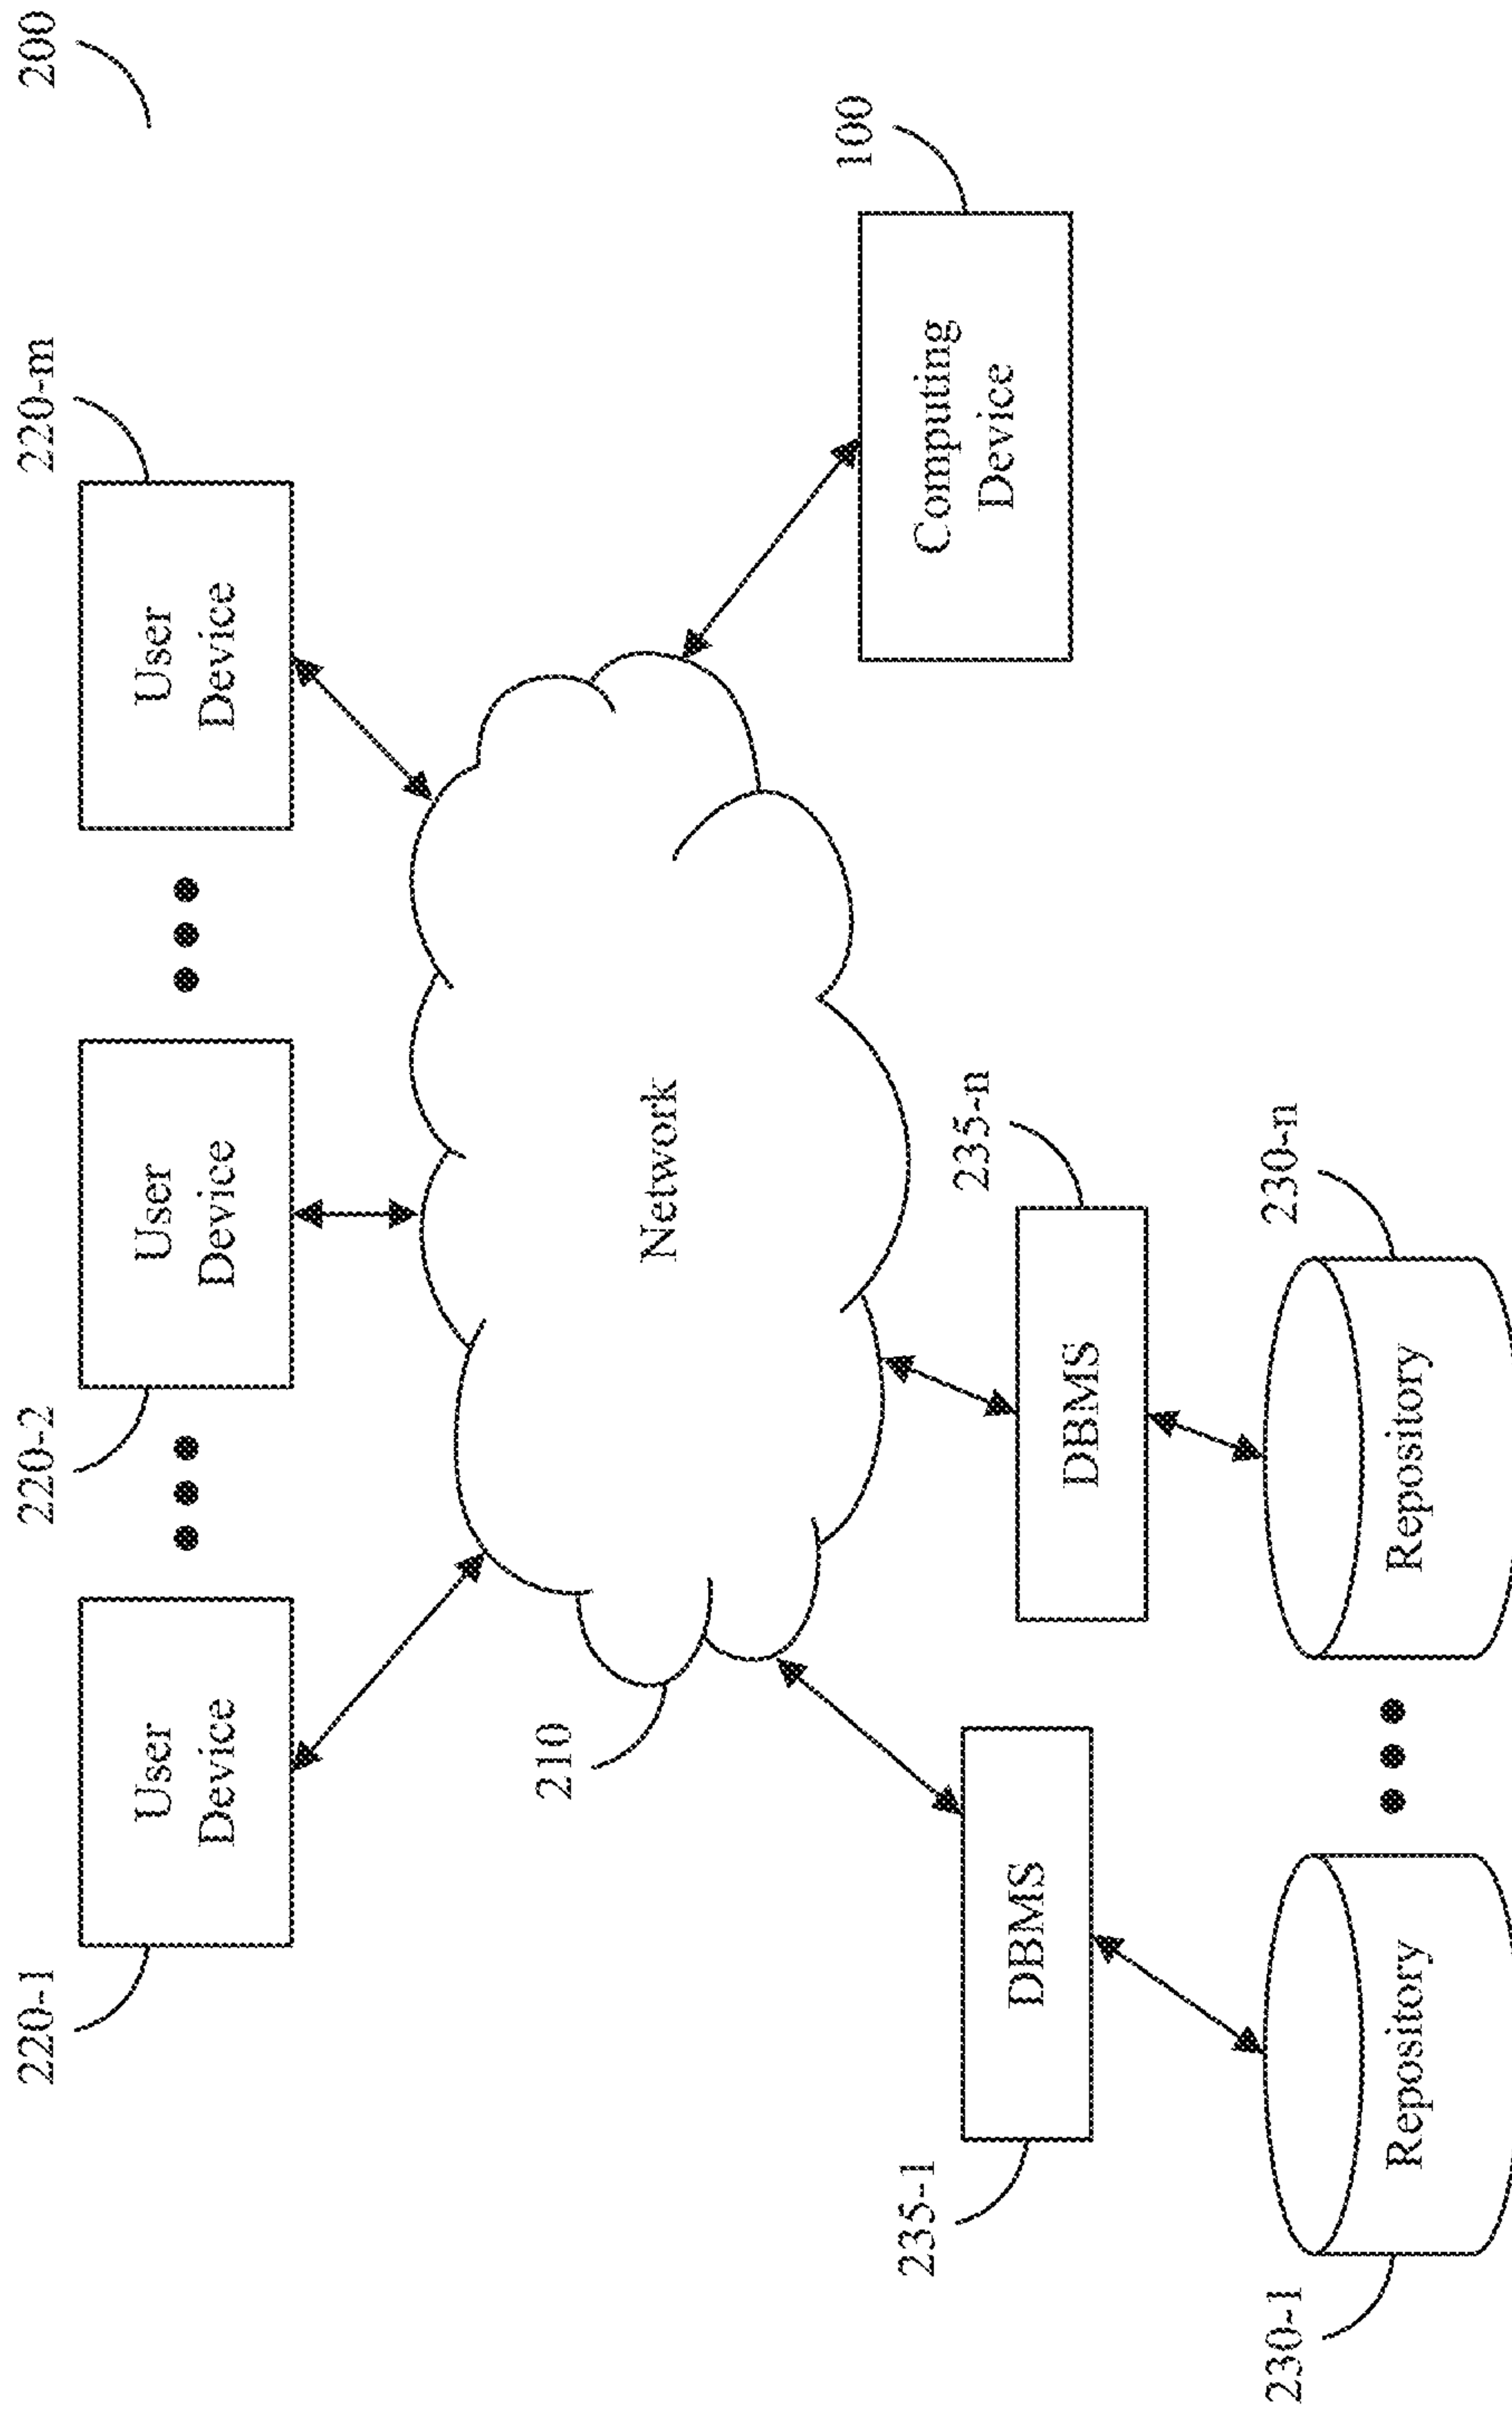 200
220-1
220-2
220-m
User
Device
User
Device
User
Device
210
Network
100
Computing
Device
235-1
DBMS
235-n
DBMS
230-1
Repository
230-n
Repository